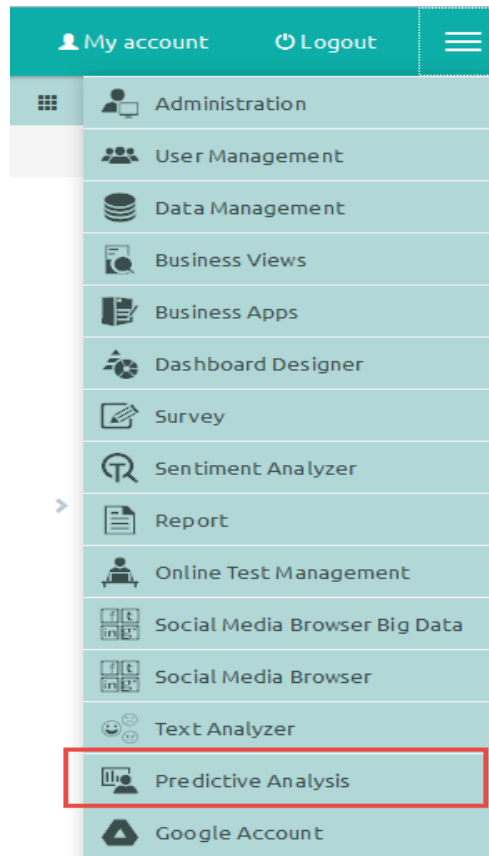 My account Logout
Administration
User Management
Data Management
Business Views
Business Apps
Dashboard Designer
Survey
Sentiment Analyzer
Report
Online Test Management
Social Media Browser Big Data
Social Media Browser
Text Analyzer
Predictive Analysis
Google Account